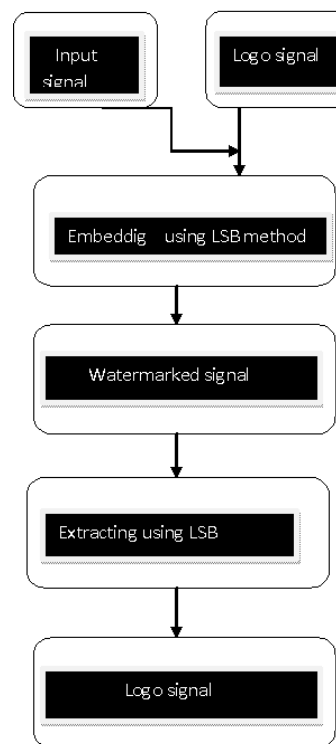 Input
signal
Logo signal
Embeddig using LSB method
Watermarked signal
Extracting using LSB
Logo signal